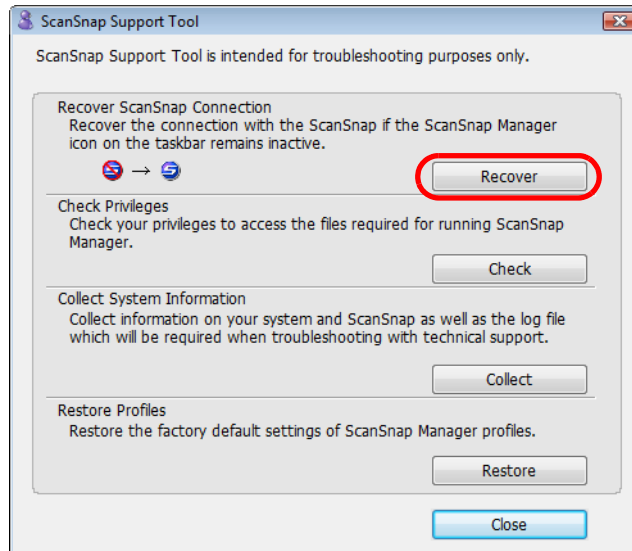 ScanSnap Support Tool
ScanSnap Support Tool is intended for troubleshooting purposes only.
Recover ScanSnap Connection
Recover the connection with the ScanSnap if the ScanSnap Manager
icon on the taskbar remains inactive.
→
Recover
Check Privileges
Check your privileges to access the files required for running ScanSnap
Manager.
Check
Collect System Information
Collect information on your system and ScanSnap as well as the log file
which will be required when troubleshooting with technical support.
Collect
Restore Profiles
Restore the factory default settings of ScanSnap Manager profiles.
Restore
Close